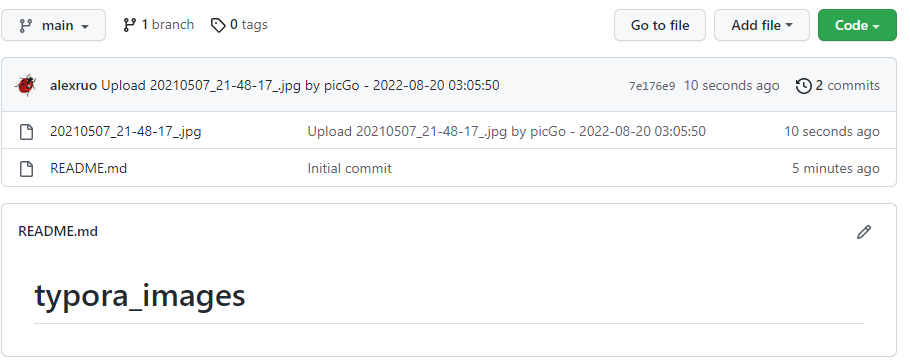 main 1 branch 0 tags Go to file Add file Code
alexruo Upload 20210507_21-48-17_.jpg by picGo - 2022-08-20 03:05:50 7e176e9 10 seconds ago 2 commits
20210507_21-48-17_.jpg Upload 20210507_21-48-17_.jpg by picGo - 2022-08-20 03:05:50 10 seconds ago
README.md Initial commit 5 minutes ago
README.md
typora_images